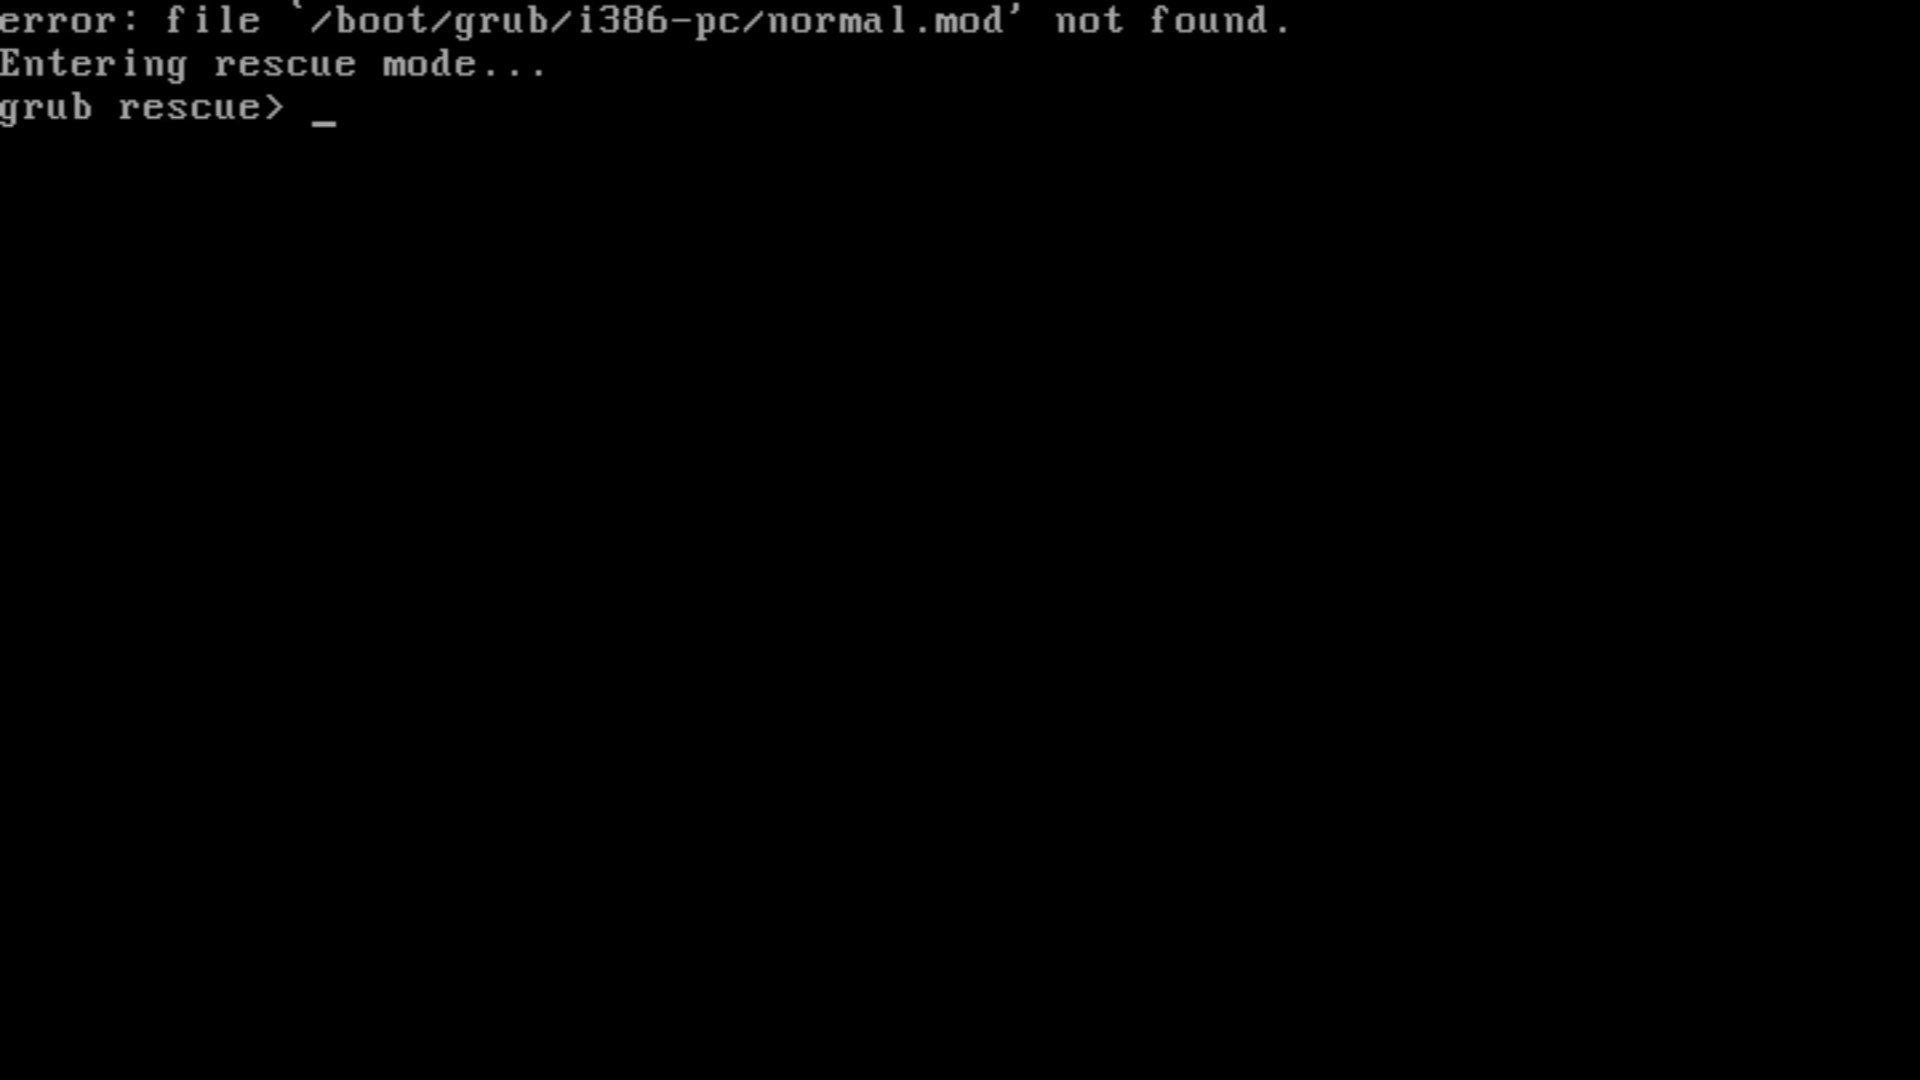 error: file `/boot/grub/i386-pc/normal.mod' not found.
Entering rescue mode...
grub rescue> _